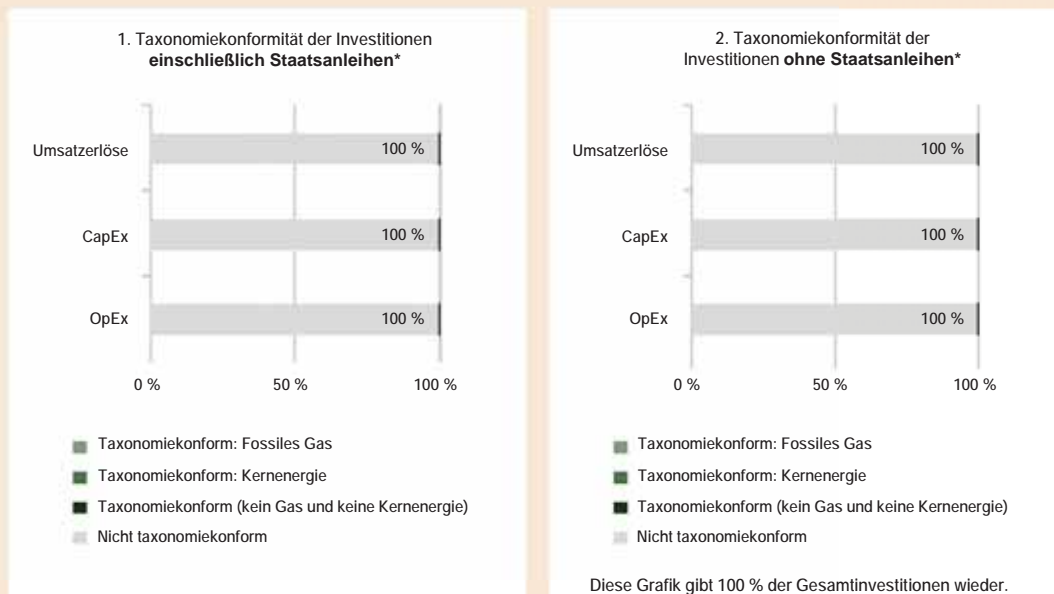 1. Taxonomiekonformität der Investitionen
einschließlich Staatsanleihen*
Umsatzerlöse
100 %
CapEx
100 %
OpEx
100 %
0 %
50 %
100 %
Taxonomiekonform: Fossiles Gas
Taxonomiekonform: Kernenergie
Taxonomiekonform (kein Gas und keine Kernenergie)
Nicht taxonomiekonform
2. Taxonomiekonformität der
Investitionen ohne Staatsanleihen*
Umsatzerlöse
100 %
CapEx
100 %
OpEx
100 %
0 %
50 %
100 %
Taxonomiekonform: Fossiles Gas
Taxonomiekonform: Kernenergie
Taxonomiekonform (kein Gas und keine Kernenergie)
Nicht taxonomiekonform
Diese Grafik gibt 100 % der Gesamtinvestitionen wieder.